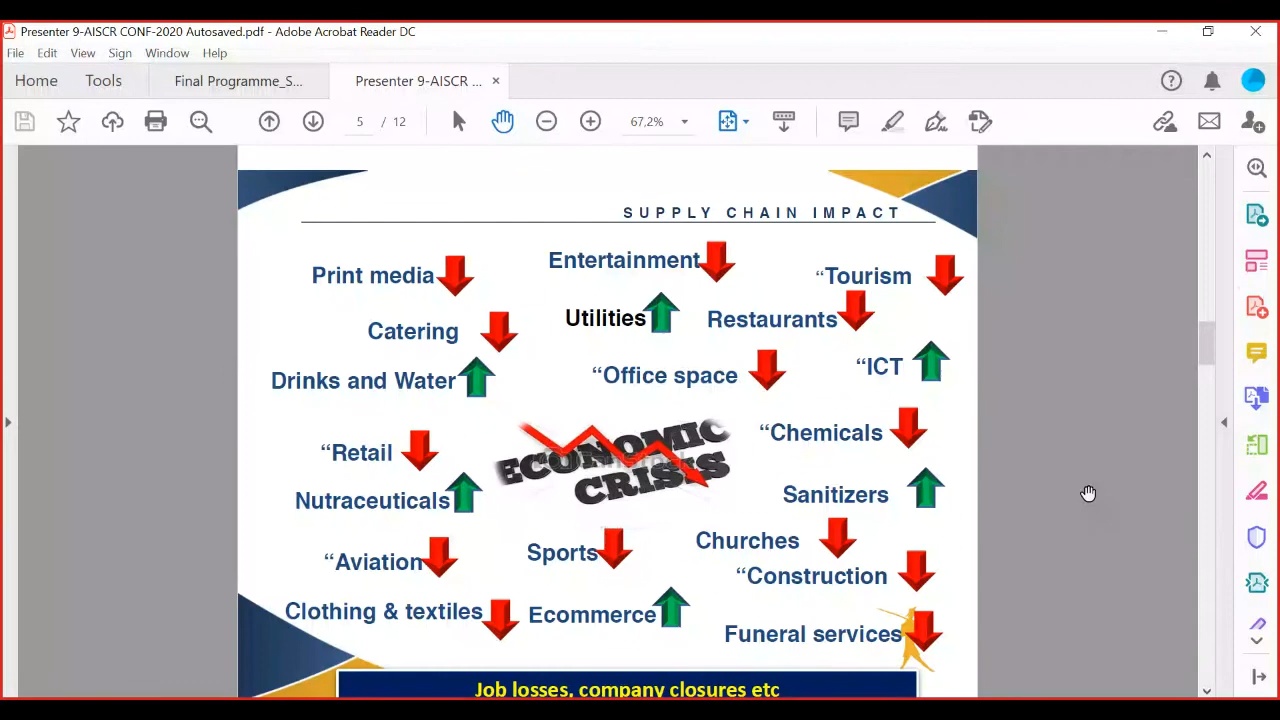 Presenter 9-AISCR CONF-2020 Autosaved.pdf - Adobe Acrobat Reader DC
File Edit View Sign Window Help
Home Tools Final Programme_S... Presenter 9-AISCR ... ×
5 / 12 67,2%
SUPPLY CHAIN IMPACT
Print media
Entertainment
“Tourism
Catering
Utilities
Restaurants
Drinks and Water
“Office space
“ICT
“Retail
ECONOMIC
CRISIS
“Chemicals
Nutraceuticals
Sanitizers
“Aviation
Sports
Churches
“Construction
Clothing & textiles
Ecommerce
Funeral services
Job losses, company closures etc